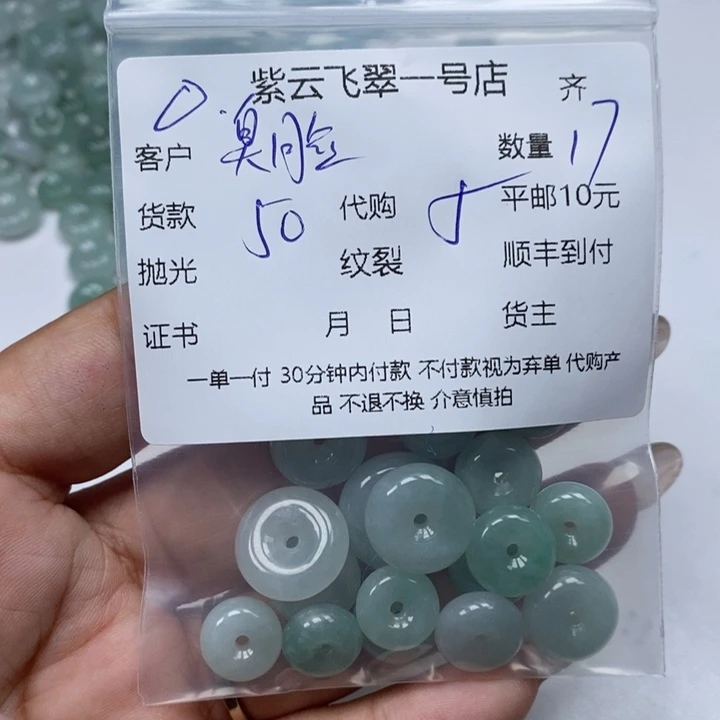 紫云飞翠一号店 齐
客户 臭脸 数量 17
货款 50 代购 5 平邮10元
抛光 纹裂 顺丰到付
证书 月 日 货主
一单一付 30分钟内付款 不付款视为弃单 代购产
品 不退不换 介意慎拍